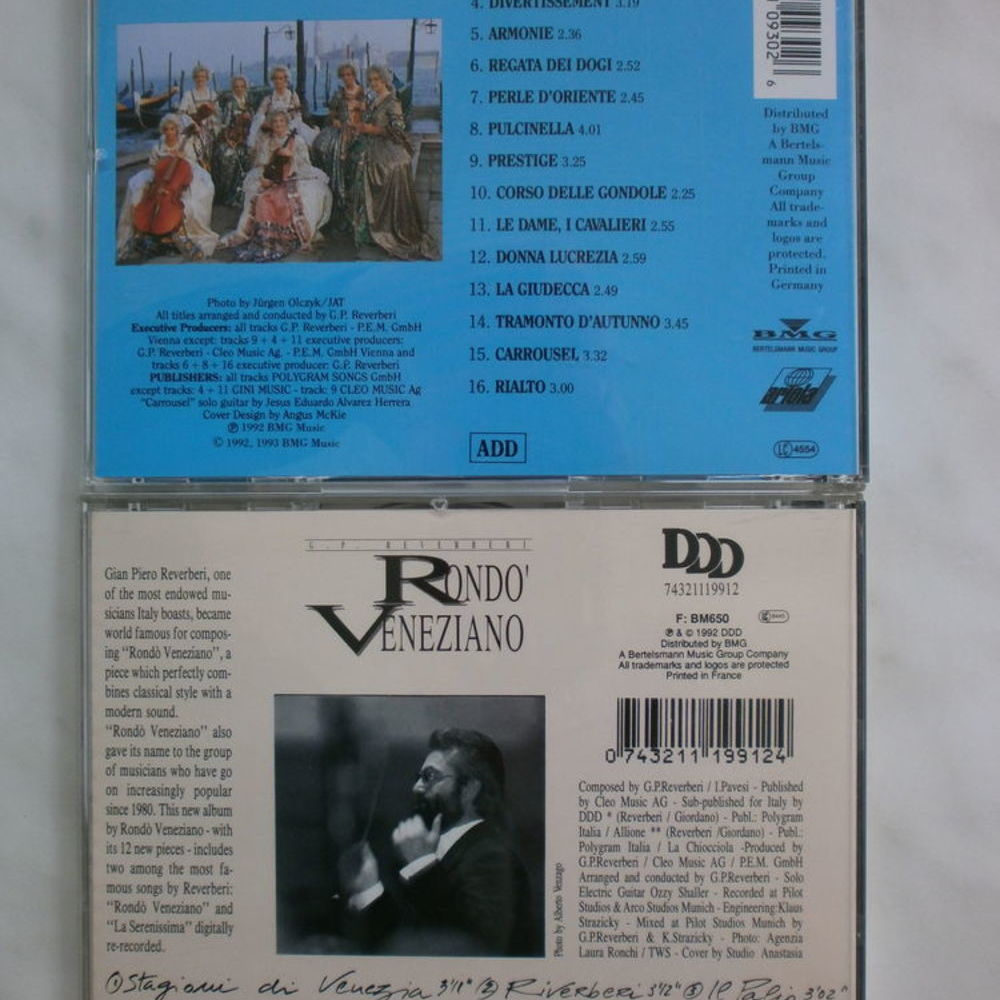 4. DIVERTISSEMENT 3.19
5. ARMONIE 2.36
6. REGATA DEI DOGI 2.52
7. PERLE D'ORIENTE 2.45
8. PULCINELLA 4.01
9. PRESTIGE 3.25
10. CORSO DELLE GONDOLE 2.25
11. LE DAME, I CAVALIERI 2.55
12. DONNA LUCREZIA 2.59
13. LA GIUDECCA 2.49
14. TRAMONTO D'AUTUNNO 3.45
15. CARROUSEL 3.32
16. RIALTO 3.00
ADD
09302 6
Distributed
by BMG
A Bertels-
mann Music
Group
Company
All trade-
marks and
logos are
protected.
Printed in
Germany
BMG
BERTELSMANN MUSIC GROUP
ariola
LC 4554
Photo by Jürgen Olczyk/JAT
All titles arranged and conducted by G.P. Reverberi
Executive Producers: all tracks G.P. Reverberi - P.E.M. GmbH
Vienna except: tracks 9 + 4 + 11 executive producers:
G.P. Reverberi - Cleo Music Ag. - P.E.M. GmbH Vienna and
tracks 6 + 8 + 16 executive producer: G.P. Reverberi
PUBLISHERS: all tracks POLYGRAM SONGS GmbH
except tracks: 4 + 11 GINI MUSIC - track: 9 CLEO MUSIC Ag
"Carrousel" solo guitar by Jesus Eduardo Alvarez Herrera
Cover Design by Angus McKie
℗ 1992 BMG Music
© 1992, 1993 BMG Music
Gian Piero Reverberi, one
of the most endowed mu-
sicians Italy boasts, became
world famous for compos-
ing "Rondò Veneziano", a
piece which perfectly com-
bines classical style with a
modern sound.
"Rondò Veneziano" also
gave its name to the group
of musicians who have go
on increasingly popular
since 1980. This new album
by Rondò Veneziano - with
its 12 new pieces - includes
two among the most fa-
mous songs by Reverberi:
"Rondò Veneziano" and
"La Serenissima" digitally
re-recorded.
G.P. REVERBERI
RONDO'
VENEZIANO
Photo by Alberto Venzago
DDD
74321119912
F: BM650
℗ & © 1992 DDD
Distributed by BMG
A Bertelsmann Music Group Company
All trademarks and logos are protected
Printed in France
0 743211 199124
Composed by G.P.Reverberi / I.Pavesi - Published
by Cleo Music AG - Sub-published for Italy by
DDD * (Reverberi / Giordano) - Publ.: Polygram
Italia / Allione ** (Reverberi /Giordano) - Publ.:
Polygram Italia / La Chiocciola -Produced by
G.P.Reverberi / Cleo Music AG / P.E.M. GmbH
Arranged and conducted by G.P.Reverberi - Solo
Electric Guitar Ozzy Shaller - Recorded at Pilot
Studios & Arco Studios Munich - Engineering:Klaus
Strazicky - Mixed at Pilot Studios Munich by
G.P.Reverberi & K.Strazicky - Photo: Agenzia
Laura Ronchi / TWS - Cover by Studio Anastasia
① Stagioni di Venezia 3'11" ② Riverberi 3'12" ③ Il Palio 3'02"